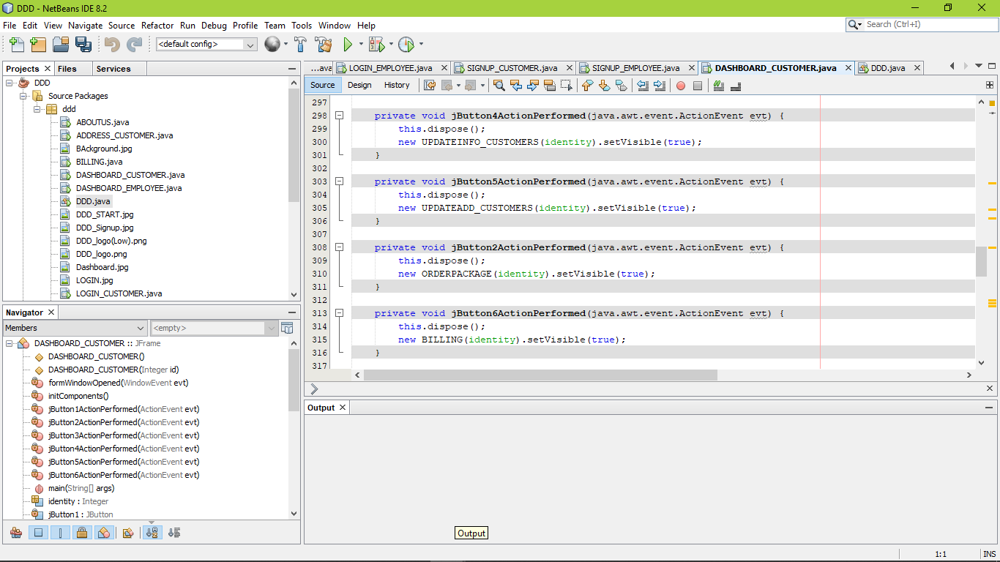 DDD - NetBeans IDE 8.2
File Edit View Navigate Source Refactor Run Debug Profile Team Tools Window Help
Search (Ctrl+I)
<default config>
Projects Files Services
DDD
Source Packages
ddd
ABOUTUS.java
ADDRESS_CUSTOMER.java
BAckground.jpg
BILLING.java
DASHBOARD_CUSTOMER.java
DASHBOARD_EMPLOYEE.java
DDD.java
DDD_START.jpg
DDD_Signup.jpg
DDD_logo(Low).png
DDD_logo.png
Dashboard.jpg
LOGIN.jpg
LOGIN_CUSTOMER.java
Navigator
Members <empty>
DASHBOARD_CUSTOMER :: JFrame
DASHBOARD_CUSTOMER()
DASHBOARD_CUSTOMER(Integer id)
formWindowOpened(WindowEvent evt)
initComponents()
jButton1ActionPerformed(ActionEvent evt)
jButton2ActionPerformed(ActionEvent evt)
jButton3ActionPerformed(ActionEvent evt)
jButton4ActionPerformed(ActionEvent evt)
jButton5ActionPerformed(ActionEvent evt)
jButton6ActionPerformed(ActionEvent evt)
main(String[] args)
identity : Integer
jButton1 : JButton
...ava LOGIN_EMPLOYEE.java SIGNUP_CUSTOMER.java SIGNUP_EMPLOYEE.java DASHBOARD_CUSTOMER.java DDD.java
Source Design History
297
298 private void jButton4ActionPerformed(java.awt.event.ActionEvent evt) {
299 this.dispose();
300 new UPDATEINFO_CUSTOMERS(identity).setVisible(true);
301 }
302
303 private void jButton5ActionPerformed(java.awt.event.ActionEvent evt) {
304 this.dispose();
305 new UPDATEADD_CUSTOMERS(identity).setVisible(true);
306 }
307
308 private void jButton2ActionPerformed(java.awt.event.ActionEvent evt) {
309 this.dispose();
310 new ORDERPACKAGE(identity).setVisible(true);
311 }
312
313 private void jButton6ActionPerformed(java.awt.event.ActionEvent evt) {
314 this.dispose();
315 new BILLING(identity).setVisible(true);
316 }
317
Output
Output
1:1 INS